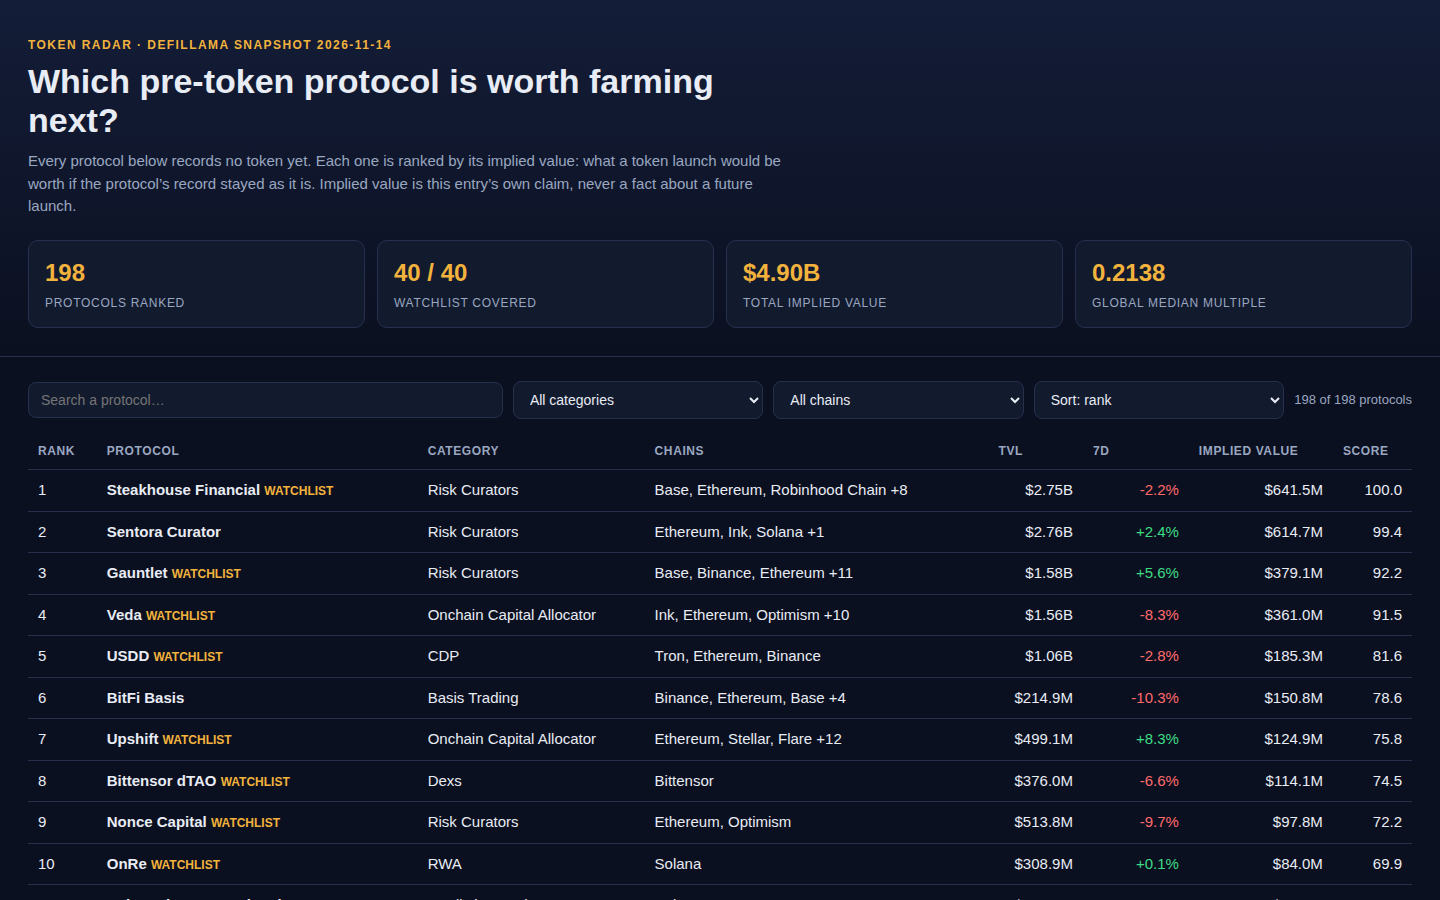 TOKEN RADAR · DEFILLAMA SNAPSHOT 2026-11-14
Which pre-token protocol is worth farming
next?
Every protocol below records no token yet. Each one is ranked by its implied value: what a token launch would be
worth if the protocol’s record stayed as it is. Implied value is this entry’s own claim, never a fact about a future
launch.
198 40 / 40 $4.90B 0.2138
PROTOCOLS RANKED WATCHLIST COVERED TOTAL IMPLIED VALUE GLOBAL MEDIAN MULTIPLE
Search a protocol… All categories All chains Sort: rank 198 of 198 protocols
RANK PROTOCOL CATEGORY CHAINS TVL 7D IMPLIED VALUE SCORE
1 Steakhouse Financial WATCHLIST Risk Curators Base, Ethereum, Robinhood Chain +8 $2.75B -2.2% $641.5M 100.0
2 Sentora Curator Risk Curators Ethereum, Ink, Solana +1 $2.76B +2.4% $614.7M 99.4
3 Gauntlet WATCHLIST Risk Curators Base, Binance, Ethereum +11 $1.58B +5.6% $379.1M 92.2
4 Veda WATCHLIST Onchain Capital Allocator Ink, Ethereum, Optimism +10 $1.56B -8.3% $361.0M 91.5
5 USDD WATCHLIST CDP Tron, Ethereum, Binance $1.06B -2.8% $185.3M 81.6
6 BitFi Basis Basis Trading Binance, Ethereum, Base +4 $214.9M -10.3% $150.8M 78.6
7 Upshift WATCHLIST Onchain Capital Allocator Ethereum, Stellar, Flare +12 $499.1M +8.3% $124.9M 75.8
8 Bittensor dTAO WATCHLIST Dexs Bittensor $376.0M -6.6% $114.1M 74.5
9 Nonce Capital WATCHLIST Risk Curators Ethereum, Optimism $513.8M -9.7% $97.8M 72.2
10 OnRe WATCHLIST RWA Solana $308.9M +0.1% $84.0M 69.9